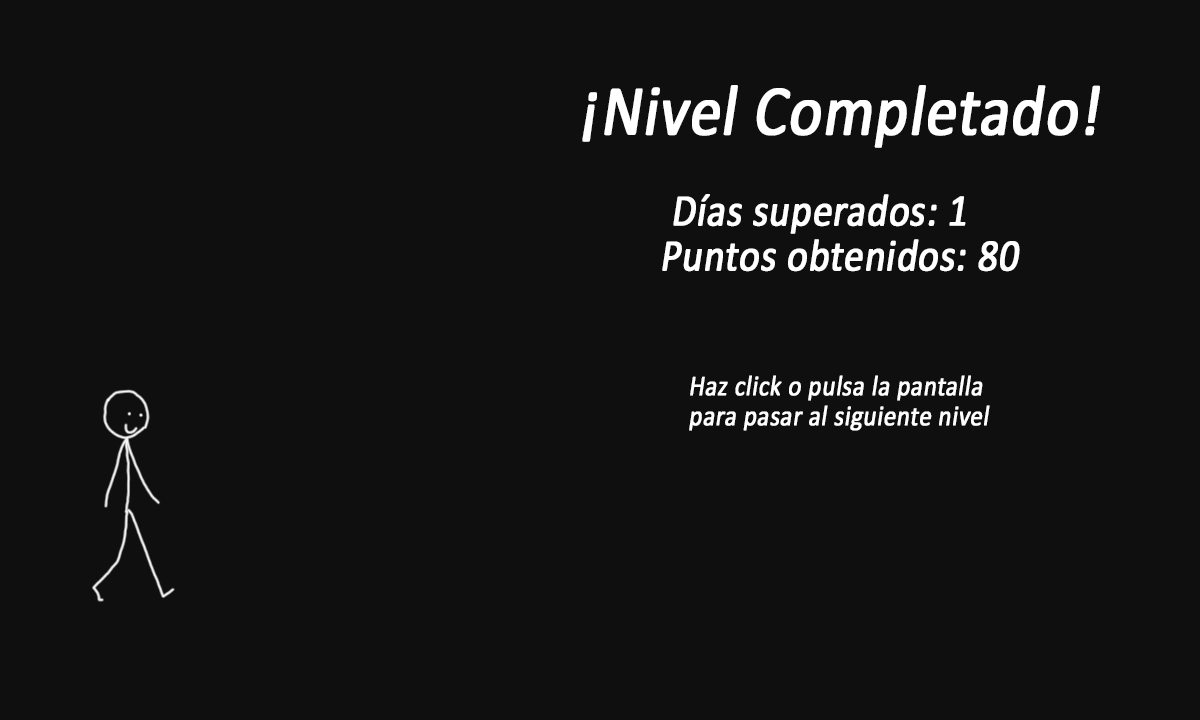 ¡Nivel Completado!
Días superados: 1
Puntos obtenidos: 80
Haz click o pulsa la pantalla
para pasar al siguiente nivel